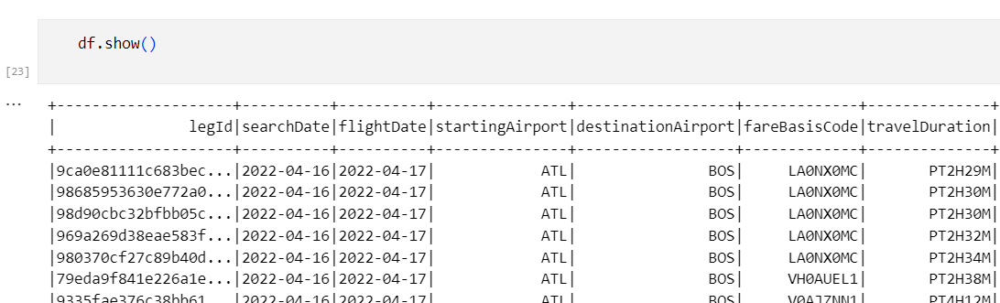 df.show()
[23]
...
+--------------------+----------+----------+---------------+------------------+-------------+--------------+
|               legId|searchDate|flightDate|startingAirport|destinationAirport|fareBasisCode|travelDuration|
+--------------------+----------+----------+---------------+------------------+-------------+--------------+
|9ca0e81111c683bec...|2022-04-16|2022-04-17|            ATL|               BOS|     LA0NX0MC|       PT2H29M|
|98685953630e772a0...|2022-04-16|2022-04-17|            ATL|               BOS|     LA0NX0MC|       PT2H30M|
|98d90cbc32bfbb05c...|2022-04-16|2022-04-17|            ATL|               BOS|     LA0NX0MC|       PT2H30M|
|969a269d38eae583f...|2022-04-16|2022-04-17|            ATL|               BOS|     LA0NX0MC|       PT2H32M|
|980370cf27c89b40d...|2022-04-16|2022-04-17|            ATL|               BOS|     LA0NX0MC|       PT2H34M|
|79eda9f841e226a1e...|2022-04-16|2022-04-17|            ATL|               BOS|     VH0AUEL1|       PT2H38M|
|9335fae376c38bb61...|2022-04-16|2022-04-17|            ATL|               BOS|     V0AJZNN1|       PT4H12M|